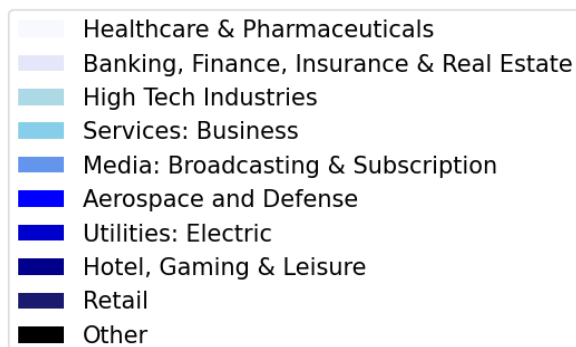 Healthcare & Pharmaceuticals
Banking, Finance, Insurance & Real Estate
High Tech Industries
Services: Business
Media: Broadcasting & Subscription
Aerospace and Defense
Utilities: Electric
Hotel, Gaming & Leisure
Retail
Other